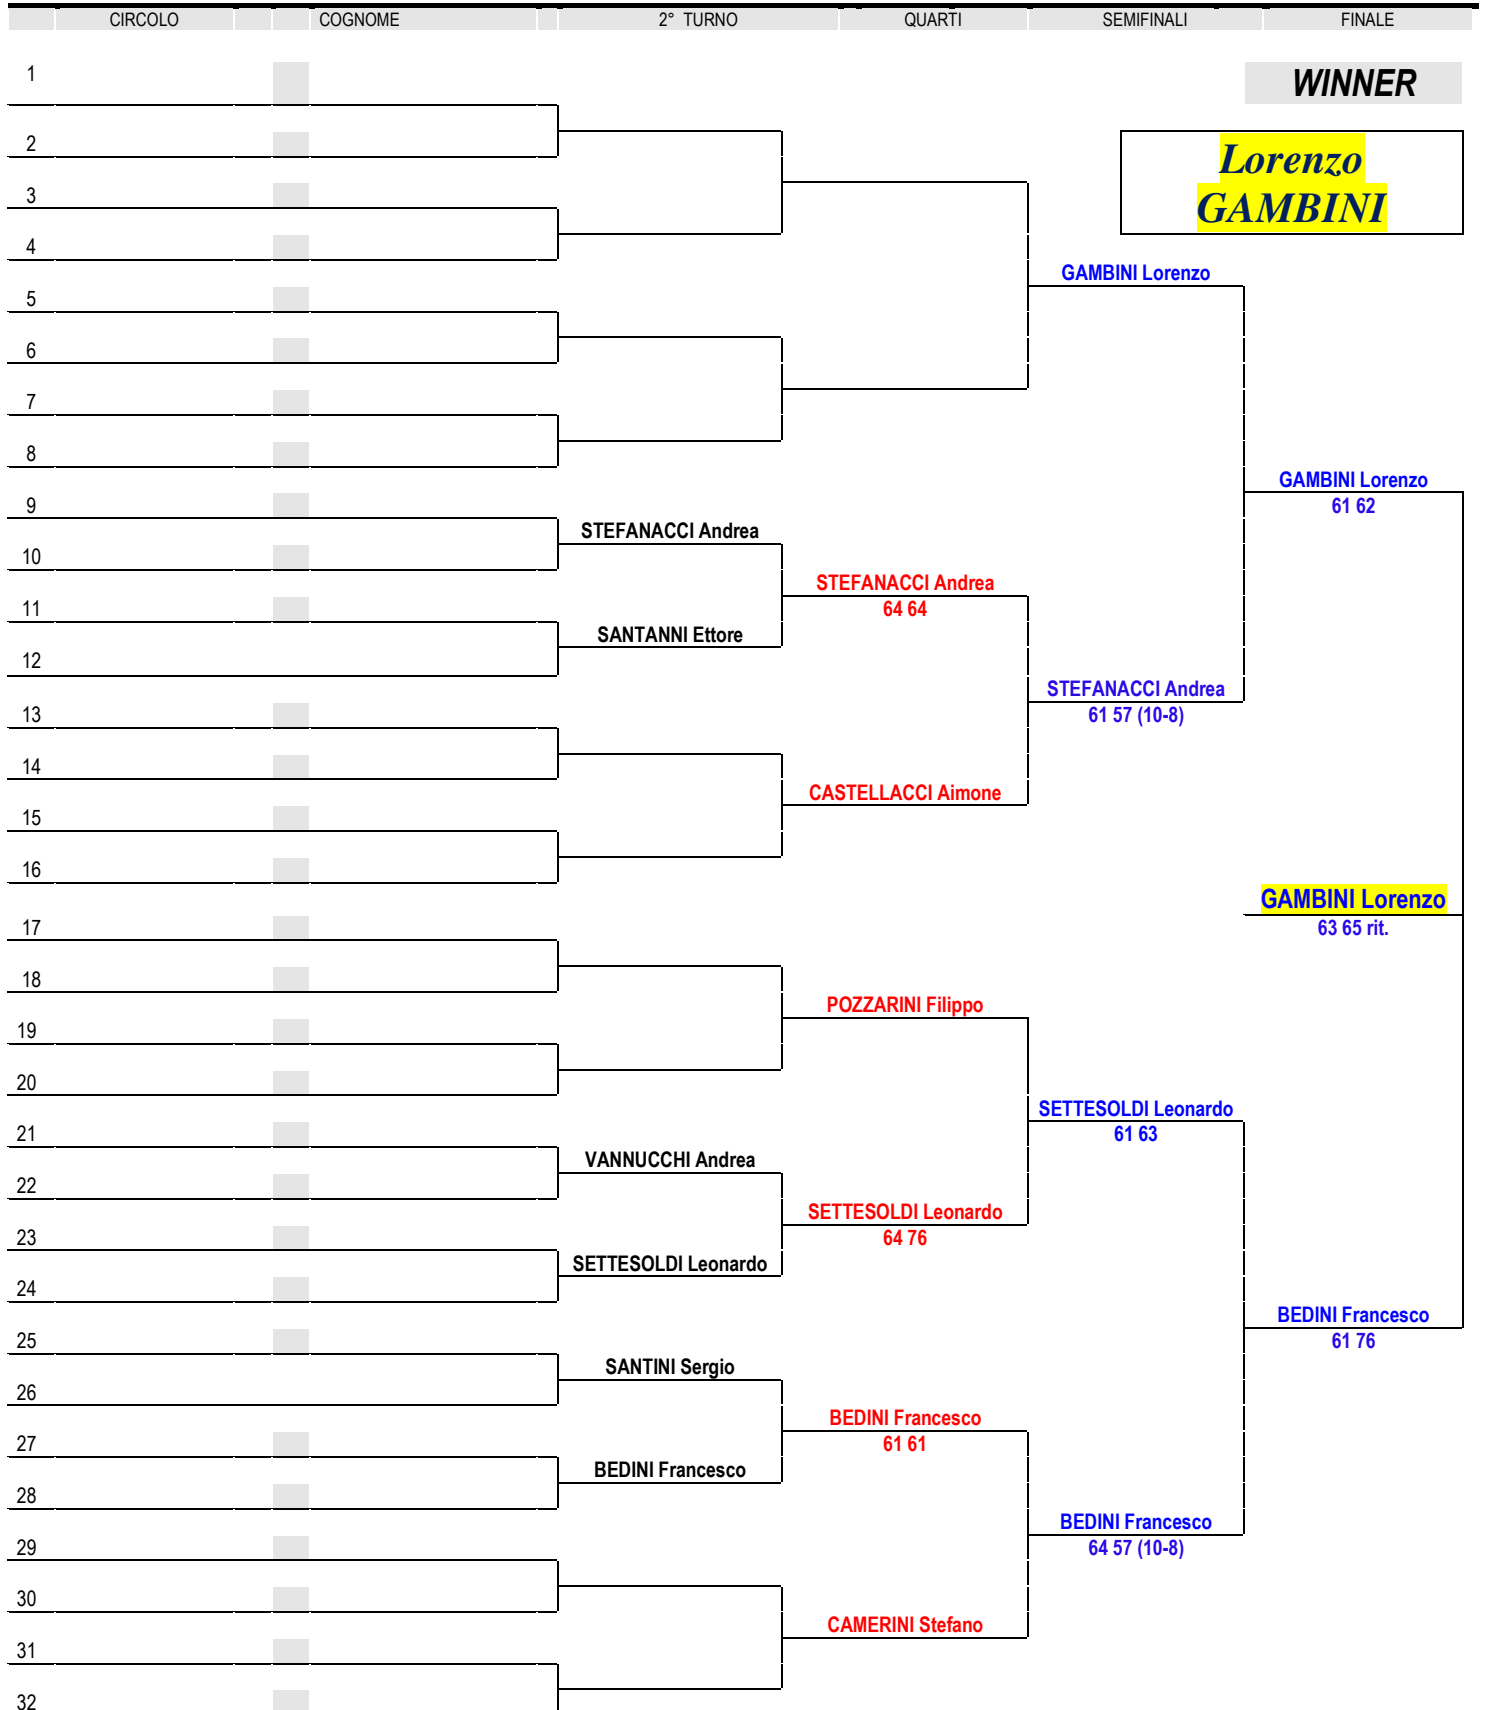 CIRCOLO COGNOME 2° TURNO QUARTI SEMIFINALI FINALE
1
WINNER
2
Lorenzo
GAMBINI
3
4
GAMBINI Lorenzo
5
6
7
8
GAMBINI Lorenzo
61 62
9
STEFANACCI Andrea
10
STEFANACCI Andrea
64 64
11
SANTANNI Ettore
12
STEFANACCI Andrea
61 57 (10-8)
13
14
CASTELLACCI Aimone
15
16
GAMBINI Lorenzo
63 65 rit.
17
18
POZZARINI Filippo
19
20
SETTESOLDI Leonardo
61 63
21
VANNUCCHI Andrea
22
SETTESOLDI Leonardo
64 76
23
SETTESOLDI Leonardo
24
BEDINI Francesco
61 76
25
SANTINI Sergio
26
BEDINI Francesco
61 61
27
BEDINI Francesco
28
BEDINI Francesco
64 57 (10-8)
29
30
CAMERINI Stefano
31
32